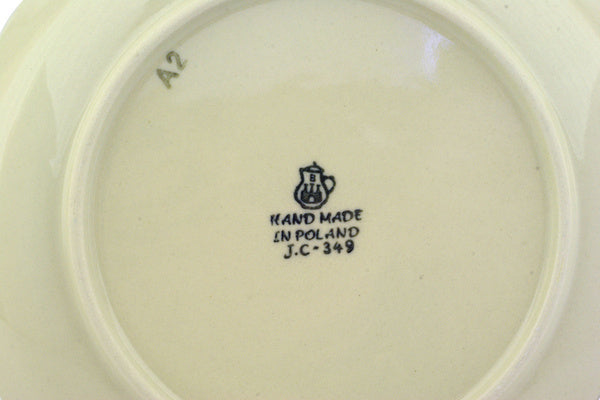 A2
B
HAND MADE
IN POLAND
J.C-349